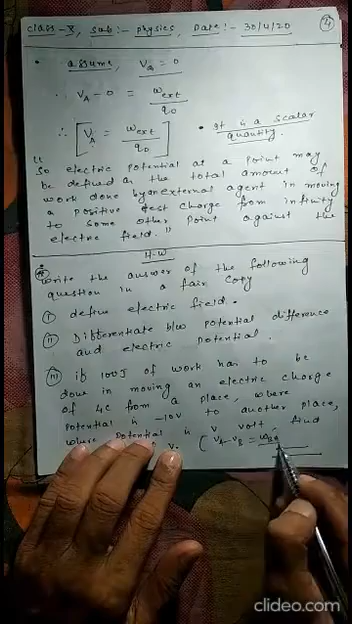 class-X, sub:- physics, Date:- 30/4/20
4
• assume, Va = 0
VA - 0 = Wext / q0
∴ [ VA = Wext / q0 ] • It is a scalar
quantity.
"So electric potential at a point may
be defined as the total amount of
work done by an external agent in moving
a positive test charge from infinity
to some other point against the
electric field."
H.W
write the answer of the following
question in a fair copy
(i) define electric field.
(ii) Differentiate b/w potential difference
and electric potential.
(iii) if 100J of work has to be
done in moving an electric charge
of 4C from a place, where
potential is -10V to another place,
where potential is V volt, find
V. ( VA - VB =
clideo.com